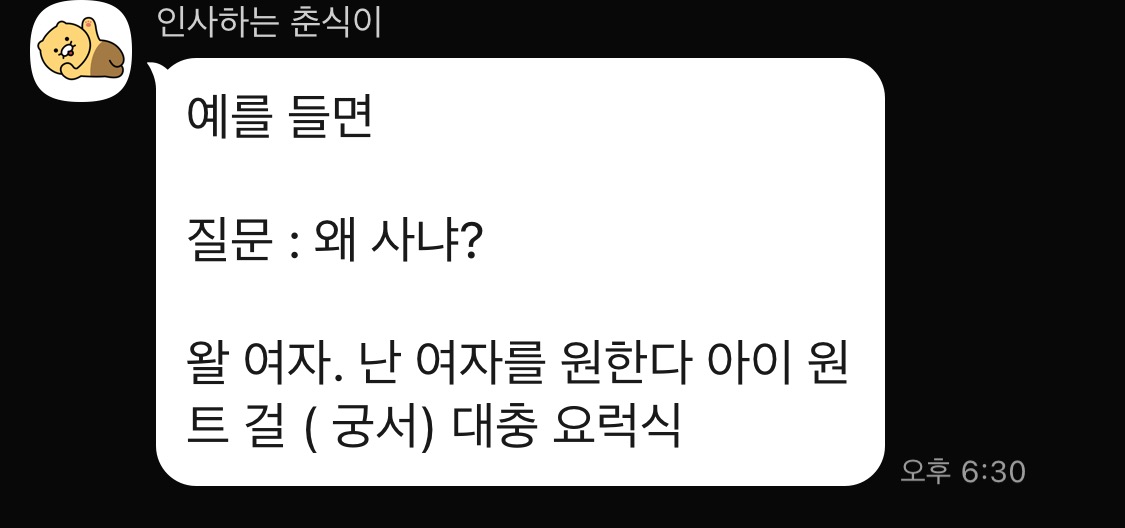 인사하는 춘식이
예를 들면
질문 : 왜 사냐?
왈 여자. 난 여자를 원한다 아이 원
트 걸 ( 궁서) 대충 요럭식
오후 6:30